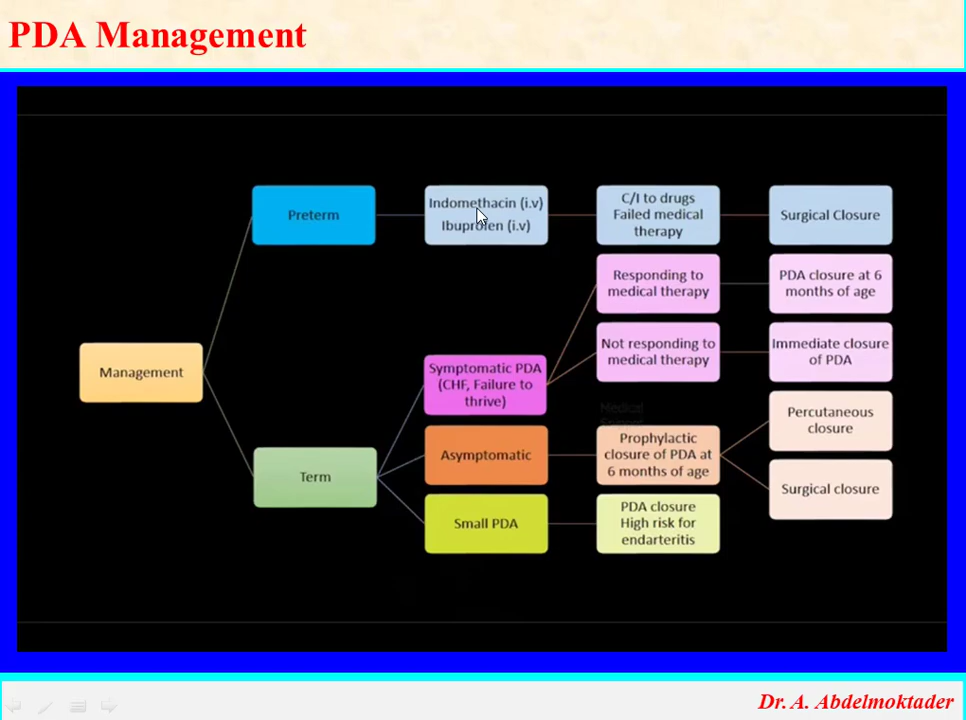 PDA Management
Preterm
Indomethacin (i.v)
Ibuprofen (i.v)
C/I to drugs
Failed medical
therapy
Surgical Closure
Responding to
medical therapy
PDA closure at 6
months of age
Not responding to
medical therapy
Immediate closure
of PDA
Management
Symptomatic PDA
(CHF, Failure to
thrive)
Medical
Percutaneous
closure
Prophylactic
closure of PDA at
6 months of age
Asymptomatic
Term
Surgical closure
Small PDA
PDA closure
High risk for
endarteritis
Dr. A. Abdelmoktader